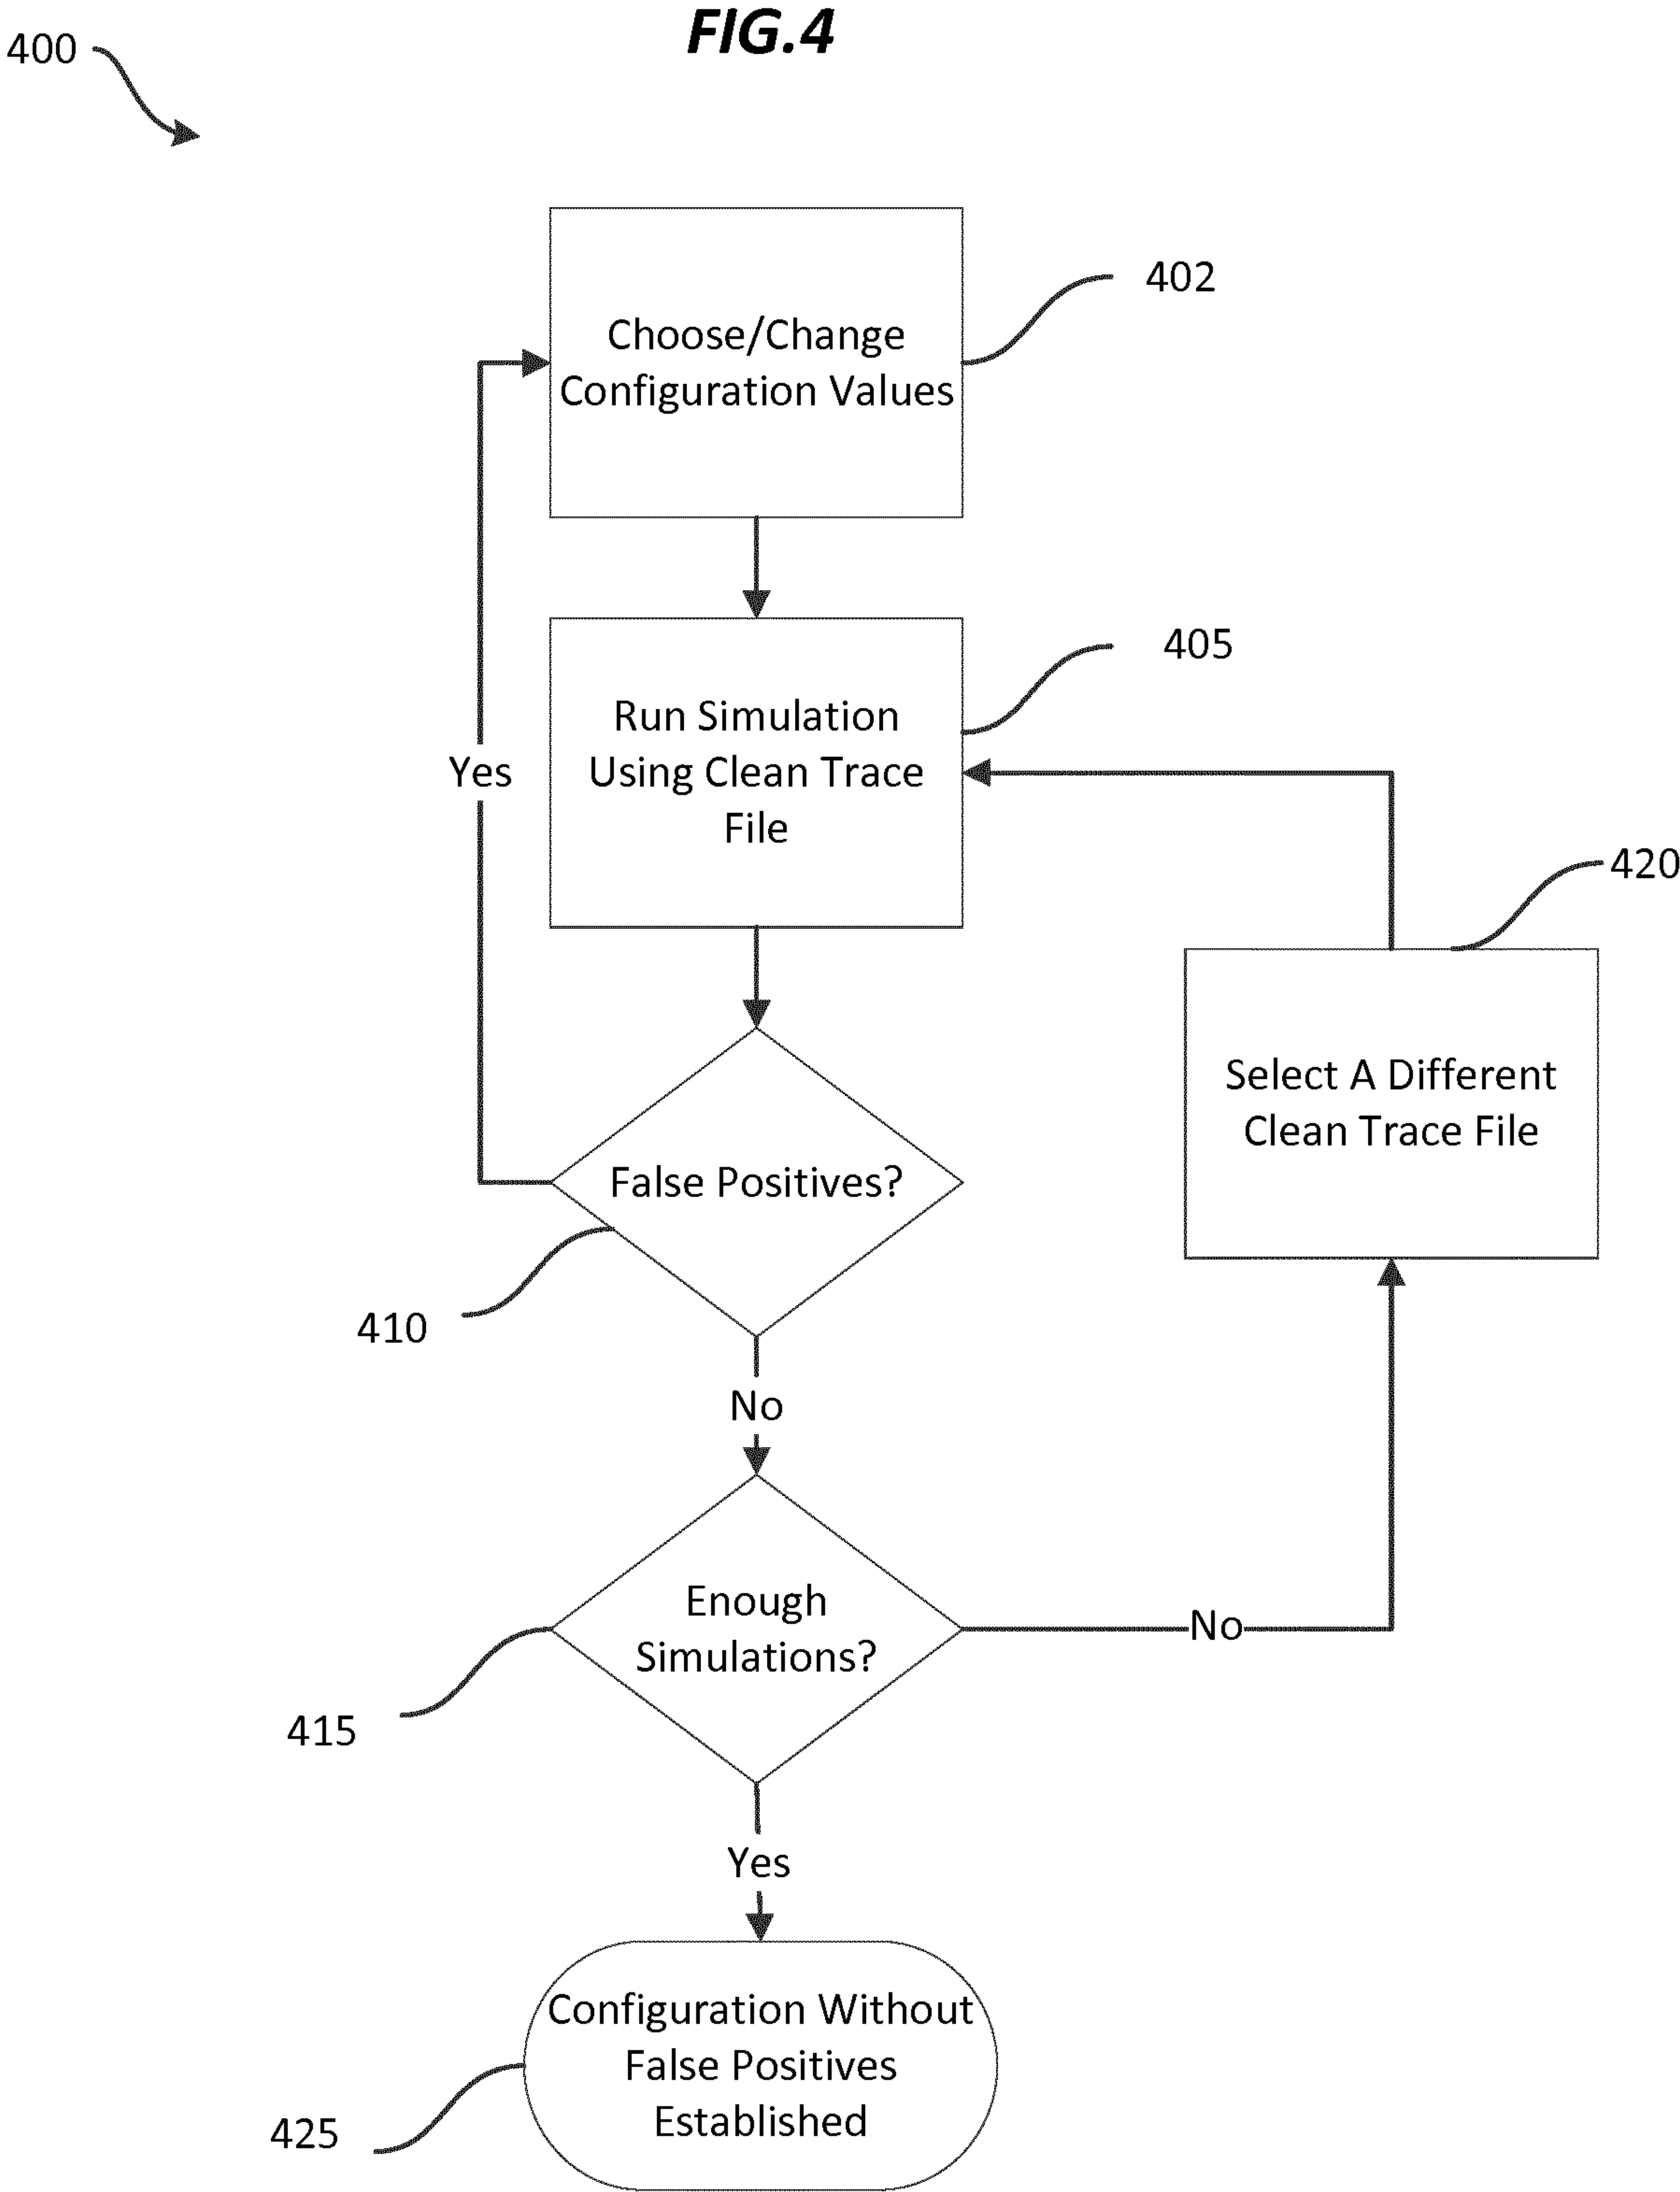 FIG.4
400
402
Choose/Change
Configuration Values
405
Run Simulation
Using Clean Trace
File
Yes
420
Select A Different
Clean Trace File
False Positives?
410
No
Enough
Simulations?
No
415
Yes
Configuration Without
False Positives
Established
425